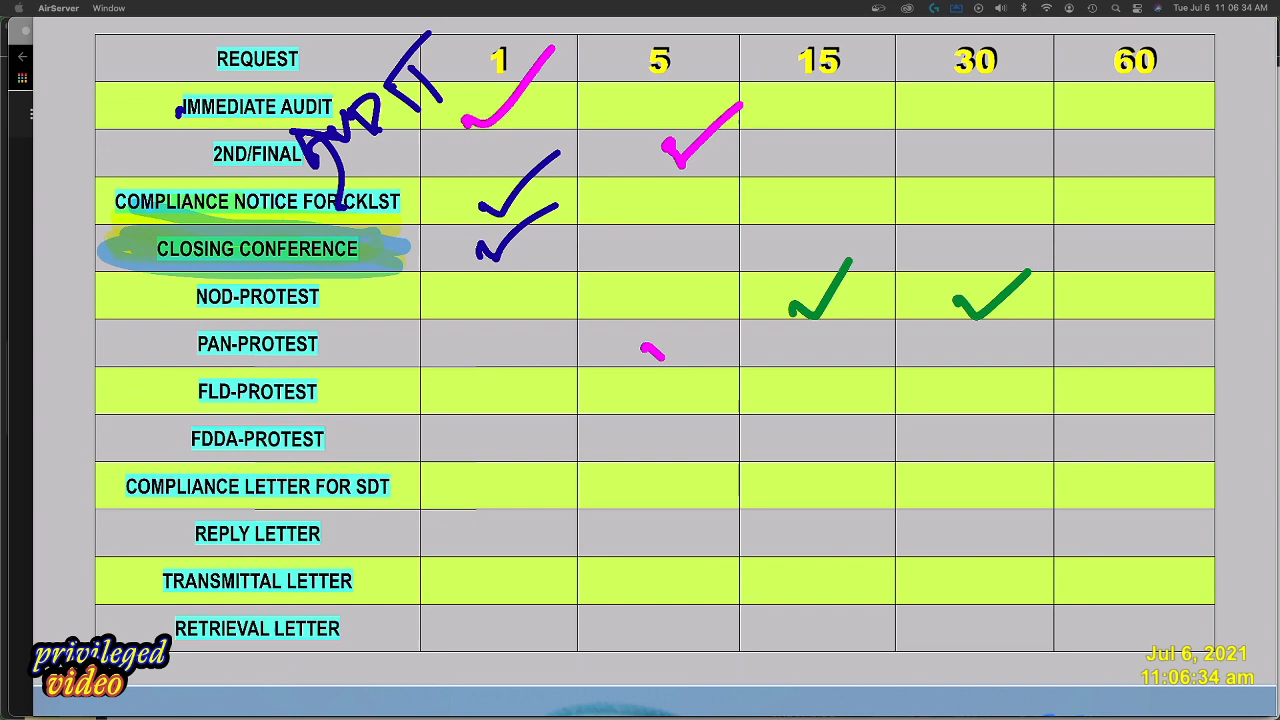 AirServer Window Tue Jul 6 11:06:34 AM
REQUEST 1 5 15 30 60
IMMEDIATE AUDIT
AUDIT
2ND/FINAL
COMPLIANCE NOTICE FOR CKLST
CLOSING CONFERENCE
NOD-PROTEST
PAN-PROTEST
FLD-PROTEST
FDDA-PROTEST
COMPLIANCE LETTER FOR SDT
REPLY LETTER
TRANSMITTAL LETTER
RETRIEVAL LETTER
privileged
video
Jul 6, 2021
11:06:34 am